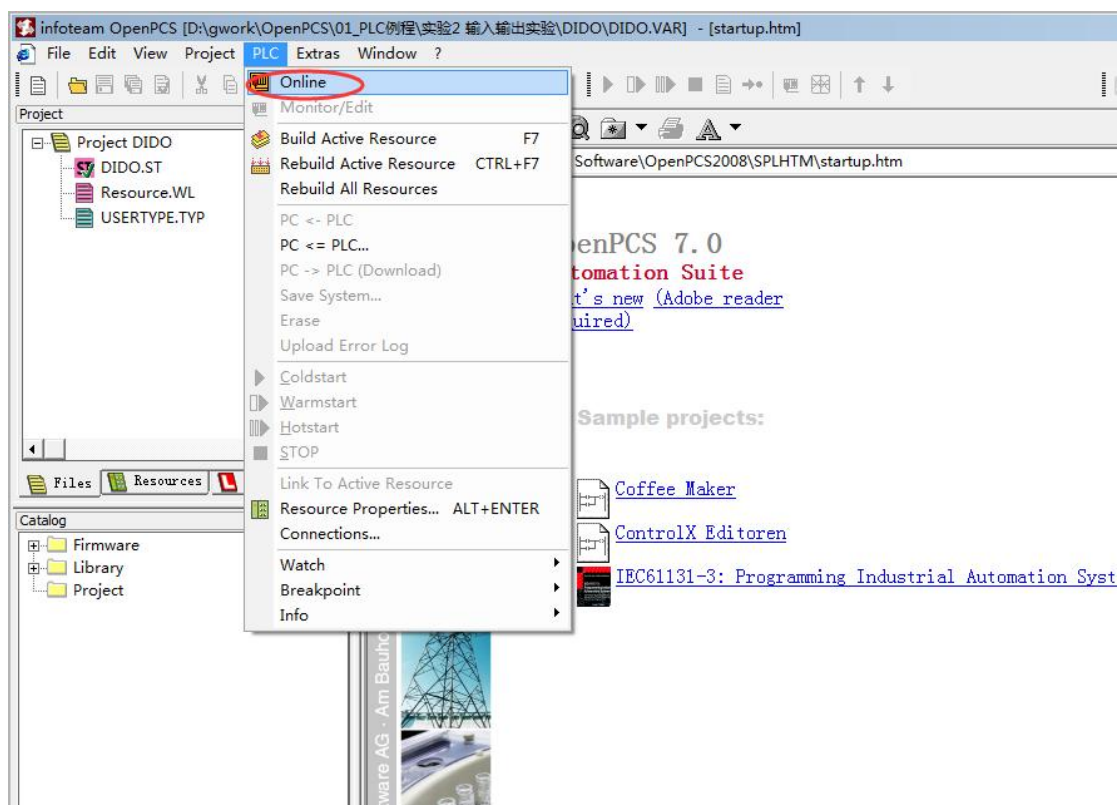 infoteam OpenPCS [D:\gwork\OpenPCS\01_PLC例程\实验2 输入输出实验\DIDO\DIDO.VAR] - [startup.htm]
File Edit View Project PLC Extras Window ?
Project
Project DIDO
DIDO.ST
Resource.WL
USERTYPE.TYP
Files Resources
Catalog
Firmware
Library
Project
Online
Monitor/Edit
Build Active Resource F7
Rebuild Active Resource CTRL+F7
Rebuild All Resources
PC <- PLC
PC <= PLC...
PC -> PLC (Download)
Save System...
Erase
Upload Error Log
Coldstart
Warmstart
Hotstart
STOP
Link To Active Resource
Resource Properties... ALT+ENTER
Connections...
Watch
Breakpoint
Info
Software\OpenPCS2008\SPLHTM\startup.htm
enPCS 7.0
tomation Suite
t's new (Adobe reader
uired)
Sample projects:
Coffee Maker
ControlX Editoren
IEC61131-3: Programming Industrial Automation Syst
ware AG · Am Bauho